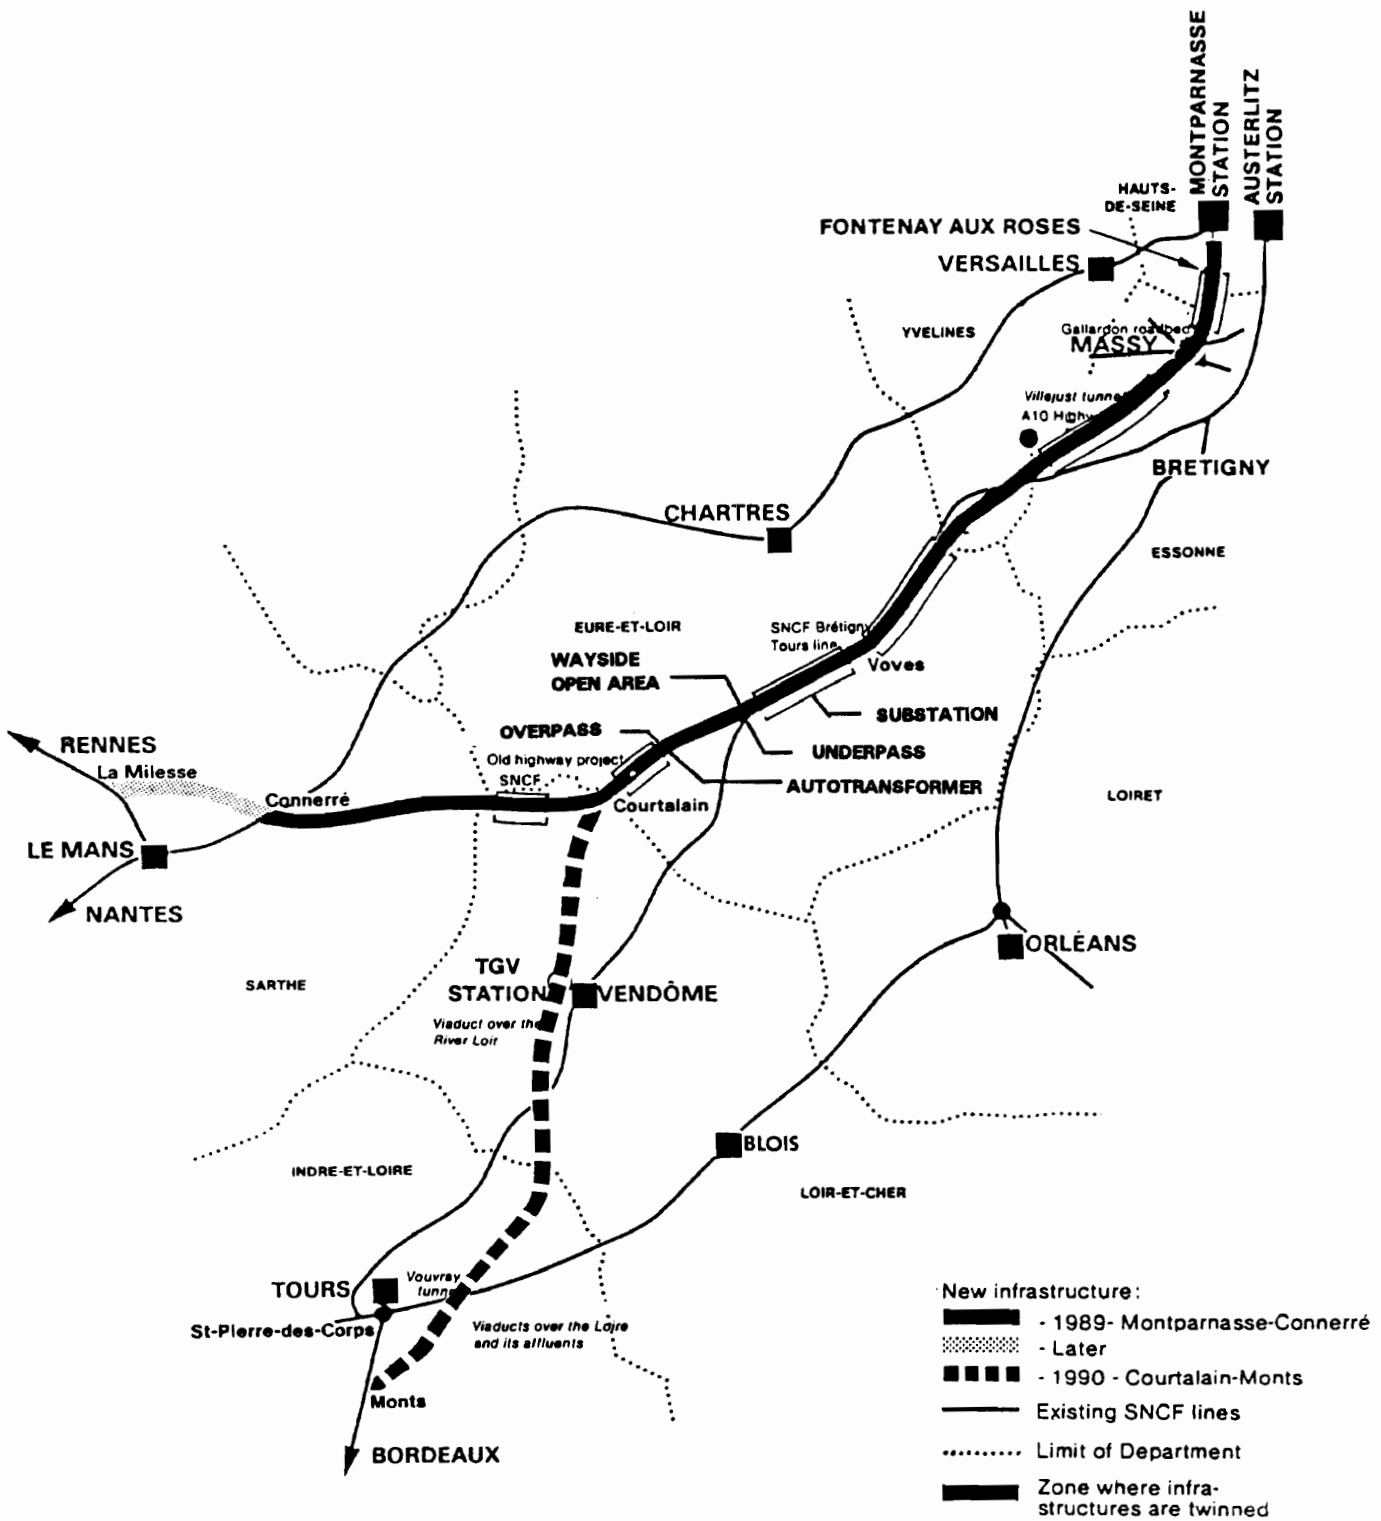 MONTPARNASSE
STATION
AUSTERLITZ
STATION
HAUTS-
DE-SEINE
FONTENAY AUX ROSES
VERSAILLES
YVELINES
Gallardon roadbed
MASSY
Villejust tunnel
A10 Highw
BRETIGNY
CHARTRES
ESSONNE
EURE-ET-LOIR
SNCF Brétigny
Tours line
Voves
WAYSIDE
OPEN AREA
SUBSTATION
OVERPASS
UNDERPASS
Old highway project
SNCF
AUTOTRANSFORMER
RENNES
La Milesse
Connerré
Courtalain
LOIRET
LE MANS
NANTES
ORLÉANS
SARTHE
TGV
STATION
VENDÔME
Viaduct over the
River Loir
BLOIS
INDRE-ET-LOIRE
LOIR-ET-CHER
TOURS
Vouvray
tunne
St-Pierre-des-Corps
Viaducts over the Loire
and its affluents
Monts
BORDEAUX
New infrastructure:
- 1989- Montparnasse-Connerré
- Later
- 1990 - Courtalain-Monts
Existing SNCF lines
Limit of Department
Zone where infra-
structures are twinned